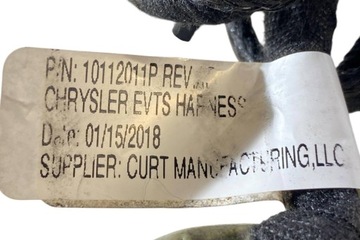 P/N: 10112011P REV.
CHRYSLER EVTS HARNESS
Date: 01/15/2018
SUPPLIER: CURT MANUFACTURING,LLC